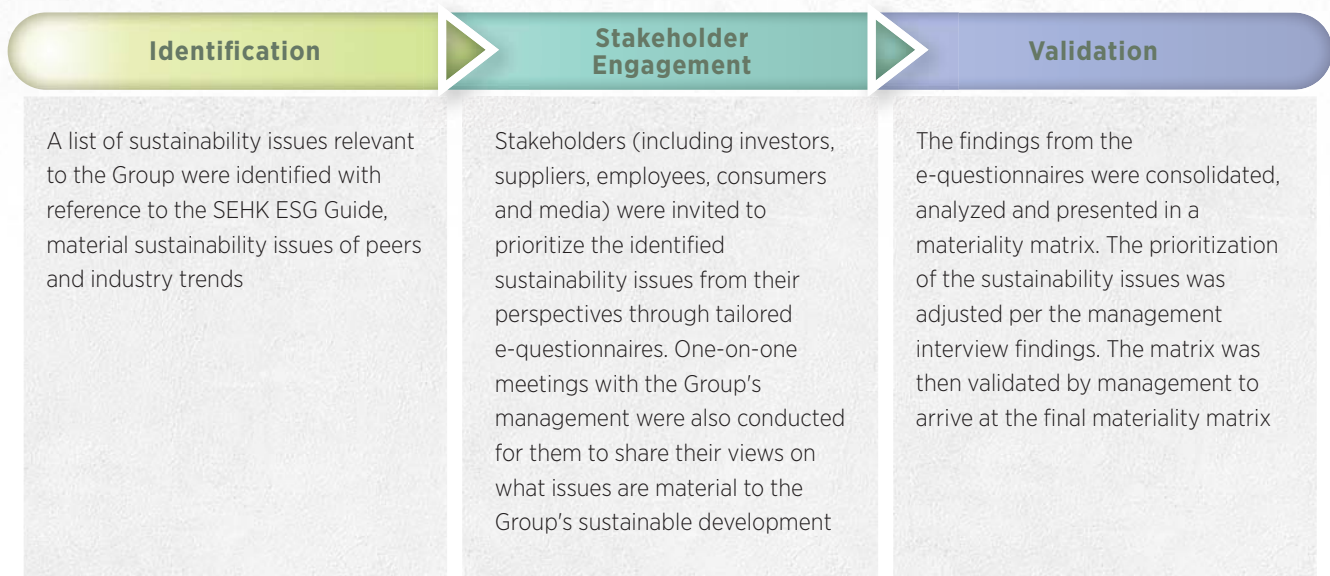 Identification
A list of sustainability issues relevant
to the Group were identified with
reference to the SEHK ESG Guide,
material sustainability issues of peers
and industry trends
Stakeholder
Engagement
Stakeholders (including investors,
suppliers, employees, consumers
and media) were invited to
prioritize the identified
sustainability issues from their
perspectives through tailored
e-questionnaires. One-on-one
meetings with the Group's
management were also conducted
for them to share their views on
what issues are material to the
Group's sustainable development
Validation
The findings from the
e-questionnaires were consolidated,
analyzed and presented in a
materiality matrix. The prioritization
of the sustainability issues was
adjusted per the management
interview findings. The matrix was
then validated by management to
arrive at the final materiality matrix